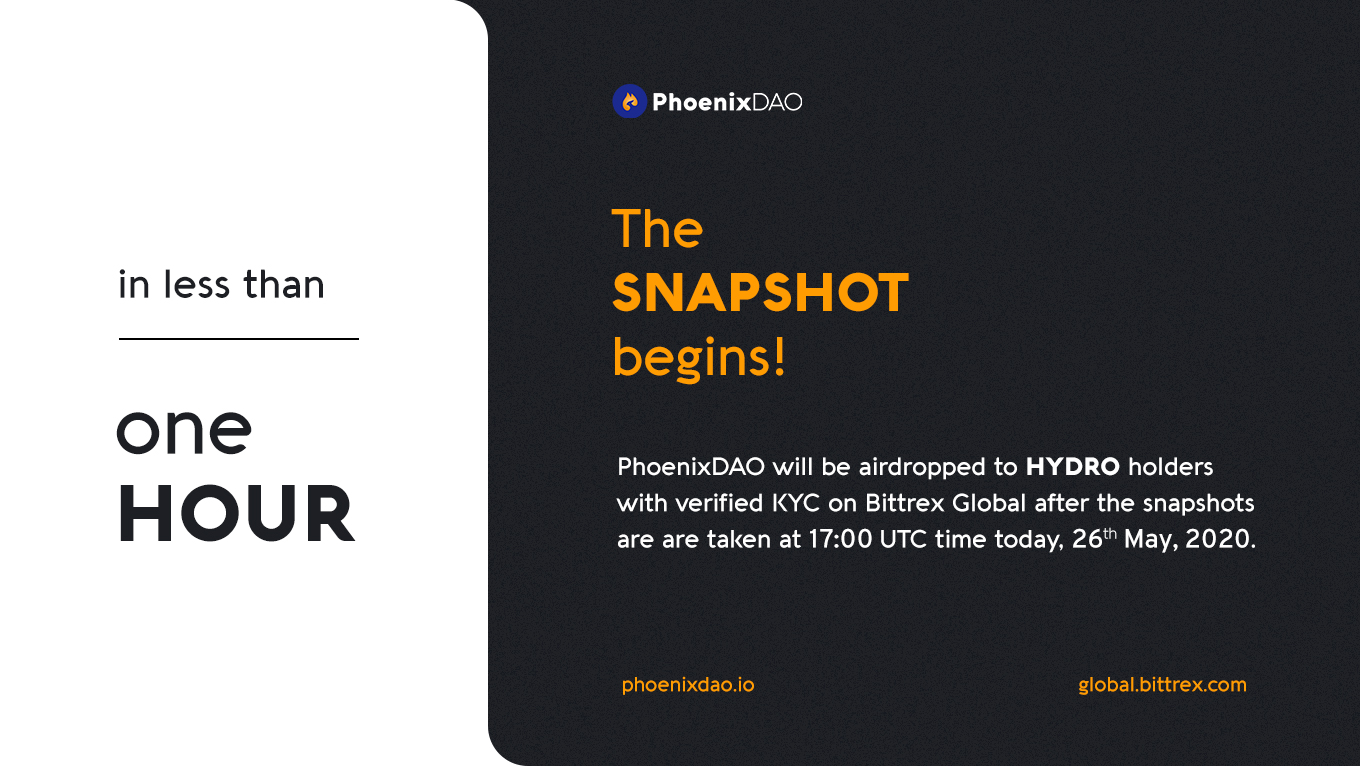 in less than
one
HOUR
PhoenixDAO
The
SNAPSHOT
begins!
PhoenixDAO will be airdropped to HYDRO holders
with verified KYC on Bittrex Global after the snapshots
are are taken at 17:00 UTC time today, 26th May, 2020.
phoenixdao.io
global.bittrex.com